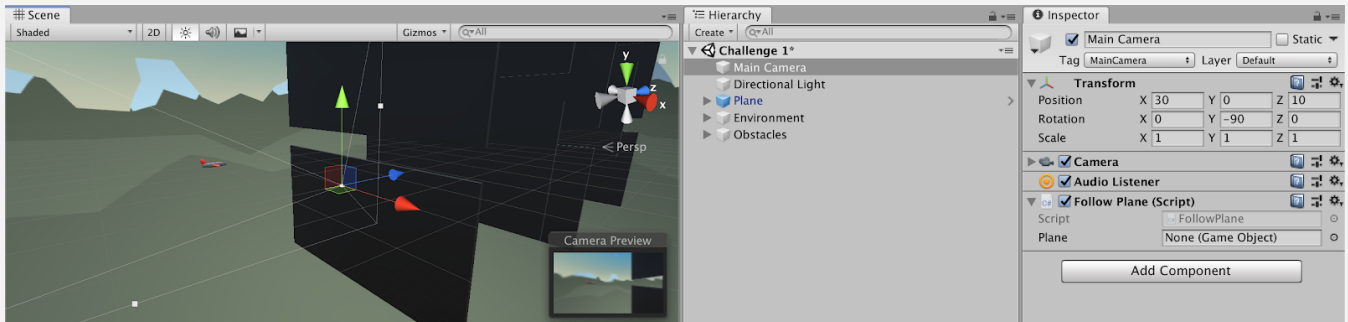 Scene
Shaded 2D Gizmos All
y
z
x
Persp
Camera Preview
Hierarchy
Create All
Challenge 1*
Main Camera
Directional Light
Plane
Environment
Obstacles
Inspector
Main Camera Static
Tag MainCamera Layer Default
Transform
Position X 30 Y 0 Z 10
Rotation X 0 Y -90 Z 0
Scale X 1 Y 1 Z 1
Camera
Audio Listener
C# Follow Plane (Script)
Script FollowPlane
Plane None (Game Object)
Add Component